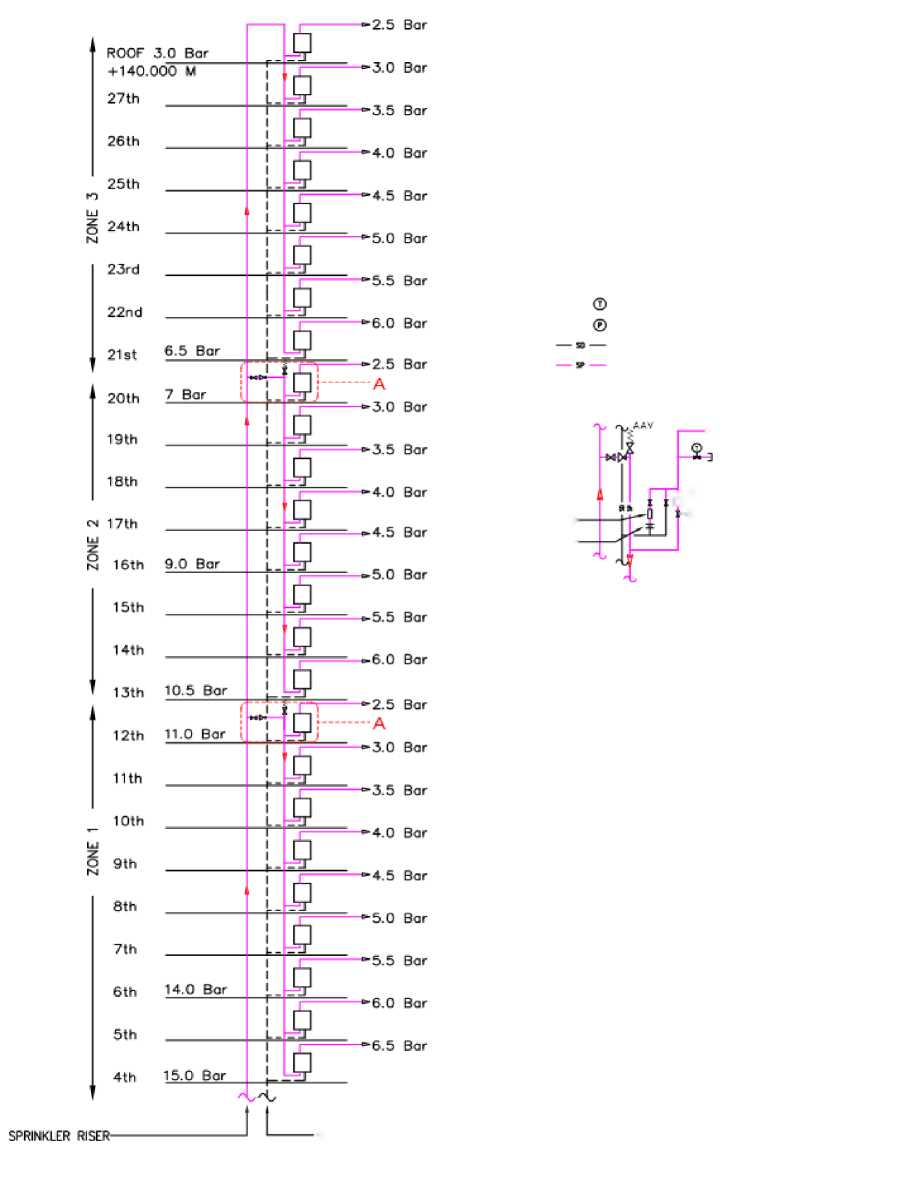 2.5 Bar
ROOF 3.0 Bar
+140.000 M
3.0 Bar
27th
3.5 Bar
26th
4.0 Bar
25th
4.5 Bar
24th
5.0 Bar
23rd
5.5 Bar
22nd
6.0 Bar
21st 6.5 Bar
2.5 Bar
A
20th 7 Bar
3.0 Bar
19th
3.5 Bar
18th
4.0 Bar
17th
4.5 Bar
16th 9.0 Bar
5.0 Bar
15th
5.5 Bar
14th
6.0 Bar
13th 10.5 Bar
2.5 Bar
A
12th 11.0 Bar
3.0 Bar
11th
3.5 Bar
10th
4.0 Bar
9th
4.5 Bar
8th
5.0 Bar
7th
5.5 Bar
6th 14.0 Bar
6.0 Bar
5th
6.5 Bar
4th 15.0 Bar
ZONE 3
ZONE 2
ZONE 1
SPRINKLER RISER
T
P
SD
SP
AAV
T